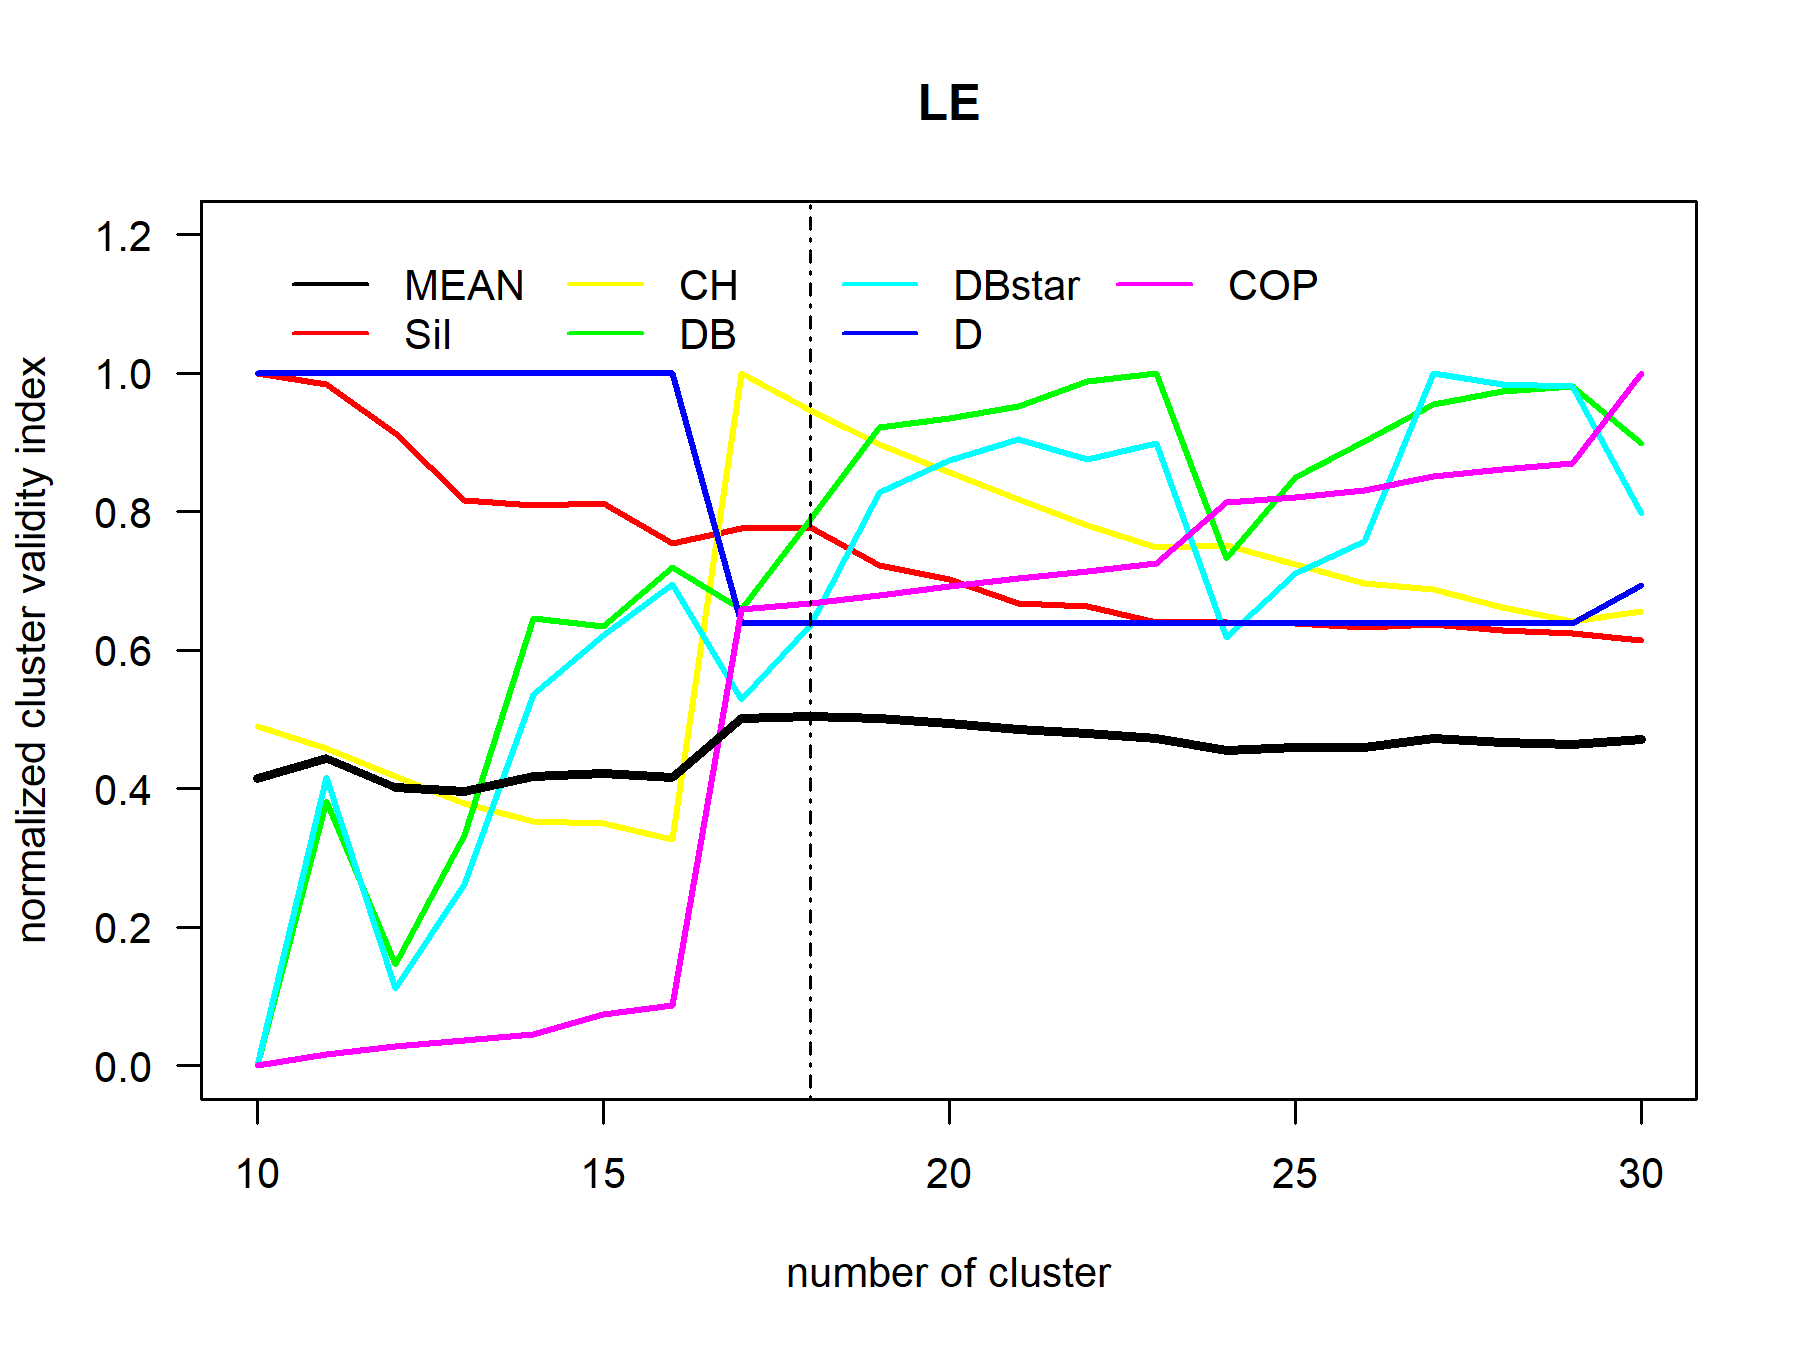 LE
normalized cluster validity index
1.2
1.0
0.8
0.6
0.4
0.2
0.0
MEAN CH DBstar COP
Sil DB D
10 15 20 25 30
number of cluster